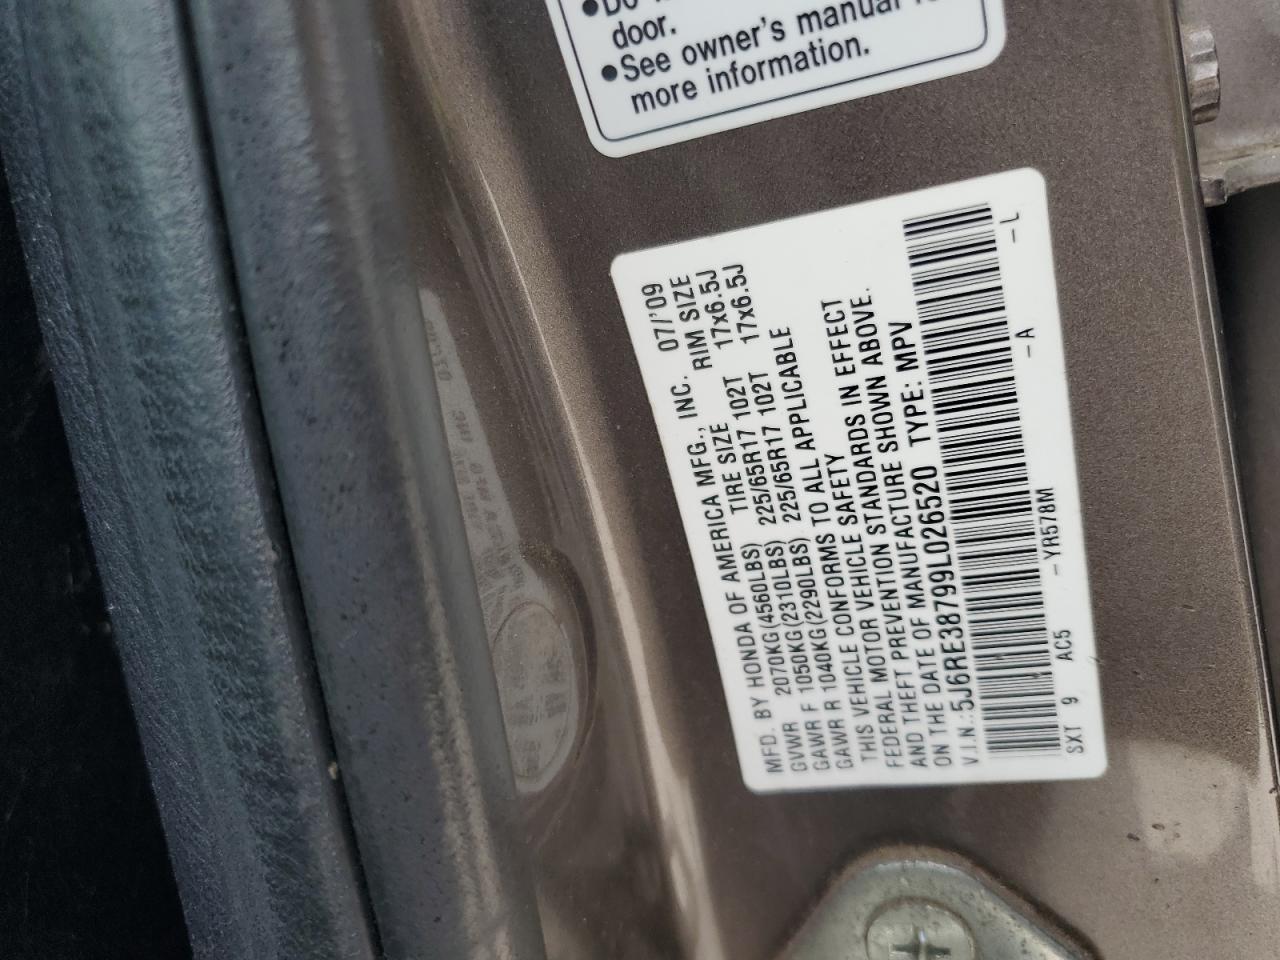 door.
●See owner's manual
more information.
MFD. BY HONDA OF AMERICA MFG., INC. 07/'09
TIRE SIZE RIM SIZE
GVWR 2070KG(4560LBS) 225/65R17 102T 17x6.5J
GAWR F 1050KG(2310LBS) 225/65R17 102T 17x6.5J
GAWR R 1040KG(2290LBS)
THIS VEHICLE CONFORMS TO ALL APPLICABLE
FEDERAL MOTOR VEHICLE SAFETY
AND THEFT PREVENTION STANDARDS IN EFFECT
ON THE DATE OF MANUFACTURE SHOWN ABOVE.
V.I.N.:5J6RE38799L026520 TYPE: MPV
SXT 9 AC5 - YR578M - A - L